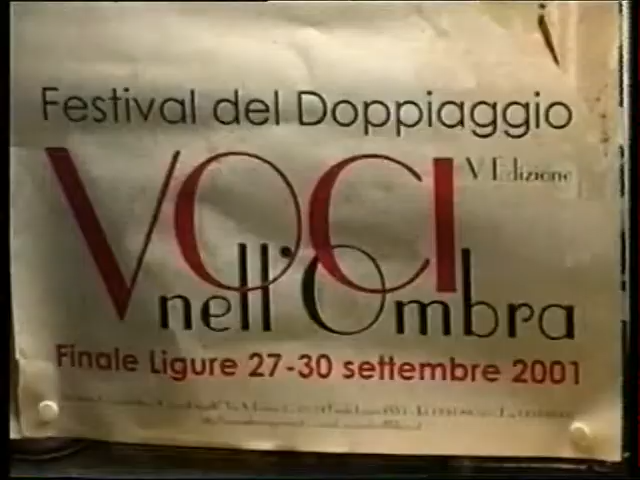 Festival del Doppiaggio
VOCI
V Edizione
nell'Ombra
Finale Ligure 27-30 settembre 2001